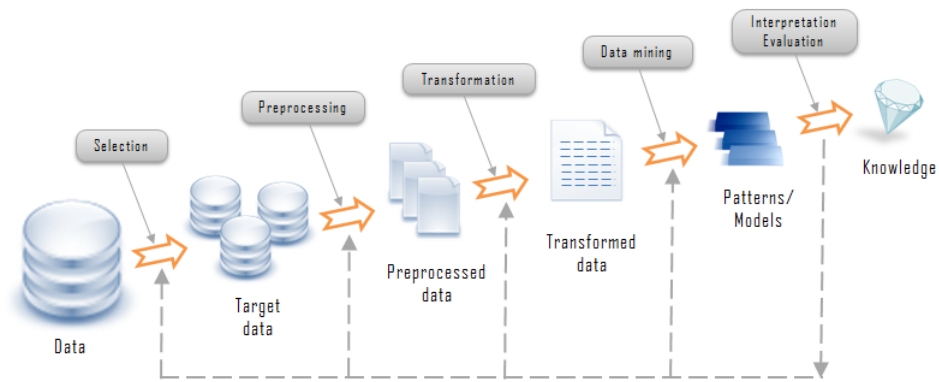 Interpretation
Evaluation
Data mining
Transformation
Preprocessing
Selection
Knowledge
Patterns/
Models
Transformed
data
Preprocessed
data
Target
data
Data